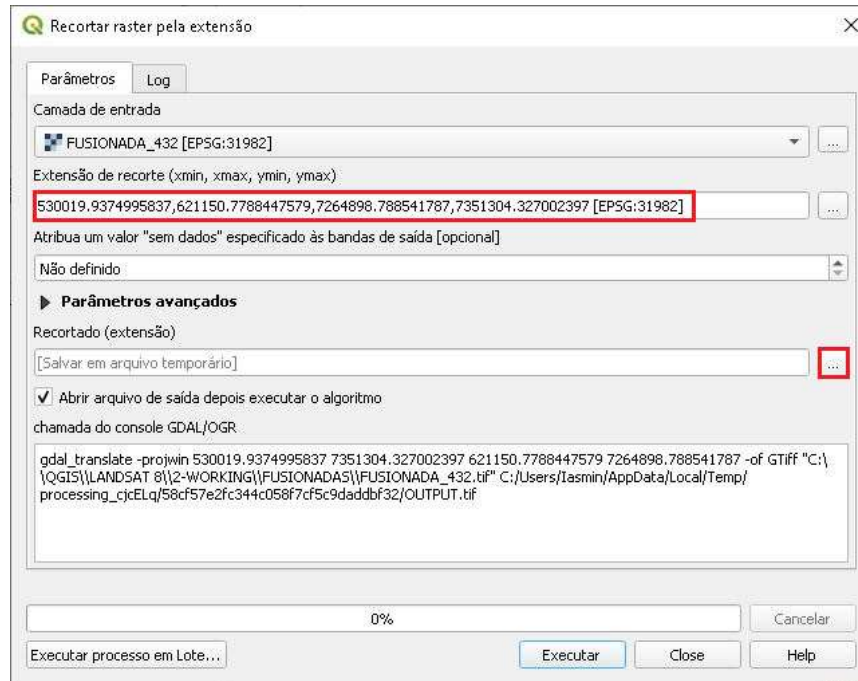 Recortar raster pela extensão
Parâmetros
Log
Camada de entrada
FUSIONADA_432 [EPSG:31982]
...
Extensão de recorte (xmin, xmax, ymin, ymax)
530019.9374995837,621150.7788447579,7264898.788541787,7351304.327002397 [EPSG:31982]
...
Atribua um valor "sem dados" especificado às bandas de saída [opcional]
Não definido
Parâmetros avançados
Recortado (extensão)
[Salvar em arquivo temporário]
...
Abrir arquivo de saída depois executar o algoritmo
chamada do console GDAL/OGR
gdal_translate -projwin 530019.9374995837 7351304.327002397 621150.7788447579 7264898.788541787 -of GTiff "C:\
\QGIS\\LANDSAT 8\\2-WORKING\\FUSIONADAS\\FUSIONADA_432.tif" C:/Users/Iasmin/AppData/Local/Temp/
processing_cjcELq/58cf57e2fc344c058f7cf5c9daddbf32/OUTPUT.tif
0%
Cancelar
Executar processo em Lote...
Executar
Close
Help